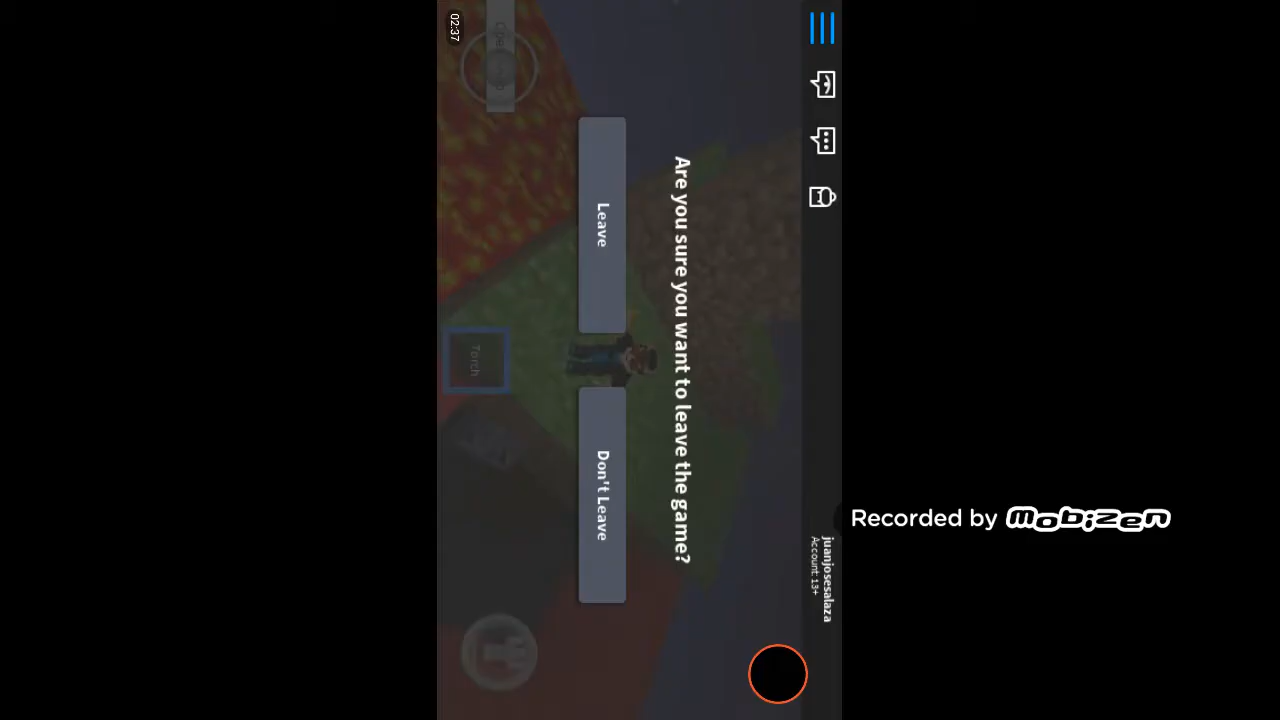 juanjosesalaza
Account: 13+
Are you sure you want to leave the game?
Leave
Don't Leave
Torch
02:37
Recorded by mobizen